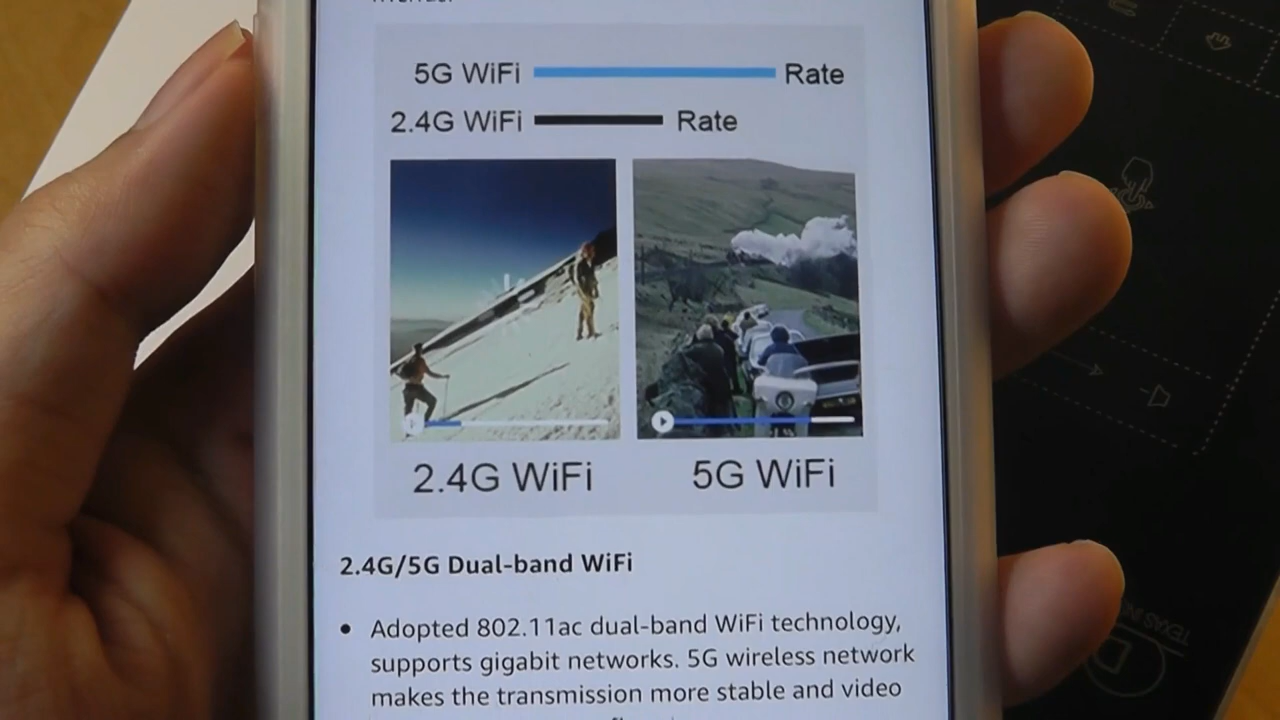 5G WiFi Rate
2.4G WiFi Rate
2.4G WiFi 5G WiFi
2.4G/5G Dual-band WiFi
• Adopted 802.11ac dual-band WiFi technology,
supports gigabit networks. 5G wireless network
makes the transmission more stable and video
TEXAS IN